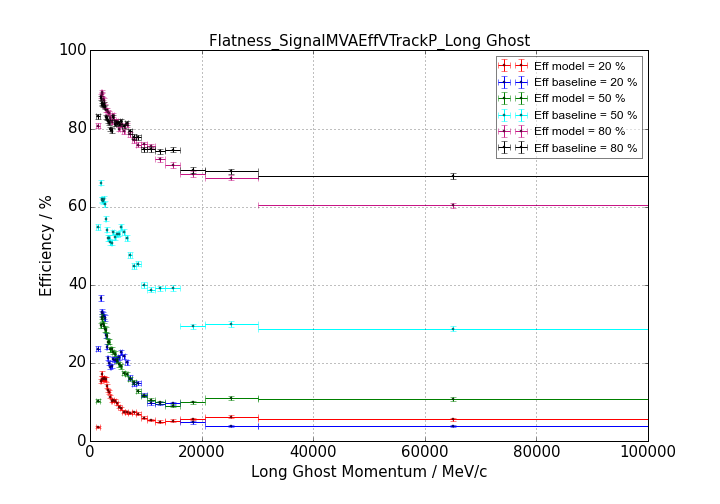 Flatness_SignalMVAEffVTrackP_Long Ghost
100
80
60
40
20
0
Efficiency / %
Eff model = 20 %
Eff baseline = 20 %
Eff model = 50 %
Eff baseline = 50 %
Eff model = 80 %
Eff baseline = 80 %
0 20000 40000 60000 80000 100000
Long Ghost Momentum / MeV/c